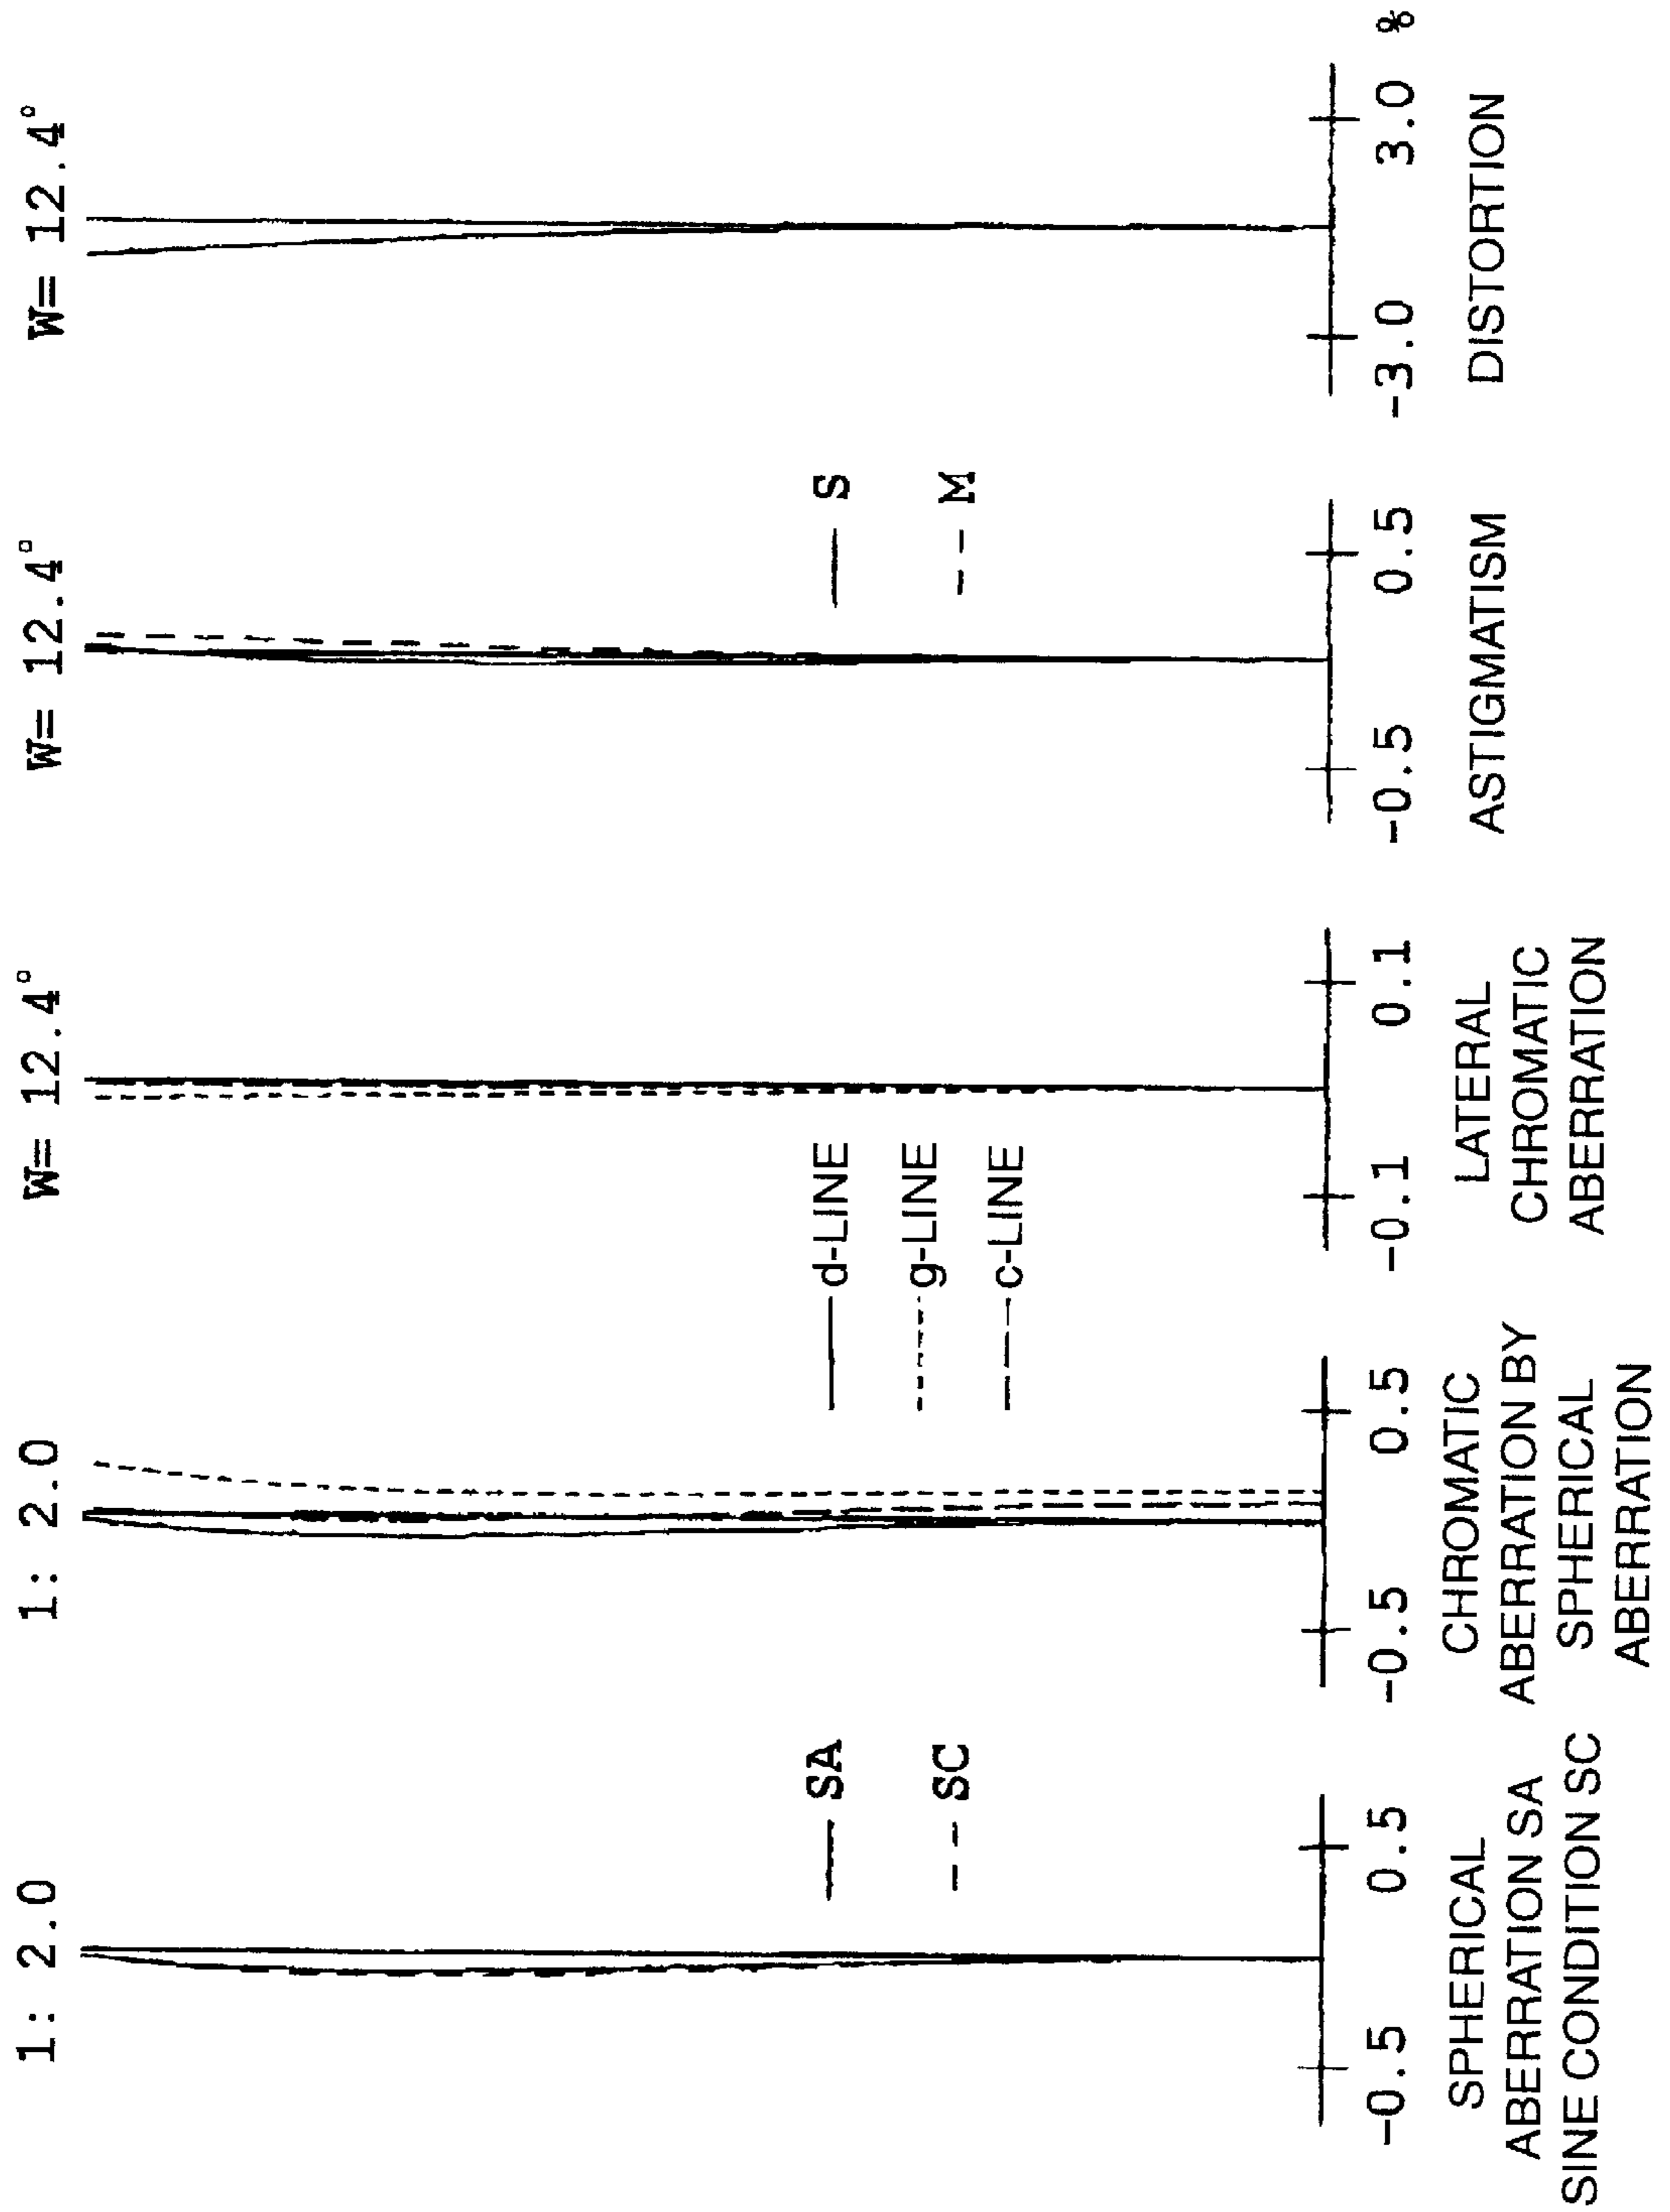 1: 2.0
SA
SC
-0.5
0.5
SPHERICAL
ABERRATION SA
SINE CONDITION SC
1: 2.0
d-LINE
g-LINE
c-LINE
-0.5
0.5
CHROMATIC
ABERRATION BY
SPHERICAL
ABERRATION
W= 12.4°
-0.1
0.1
LATERAL
CHROMATIC
ABERRATION
W= 12.4°
S
M
-0.5
0.5
ASTIGMATISM
W= 12.4°
-3.0
3.0
%
DISTORTION